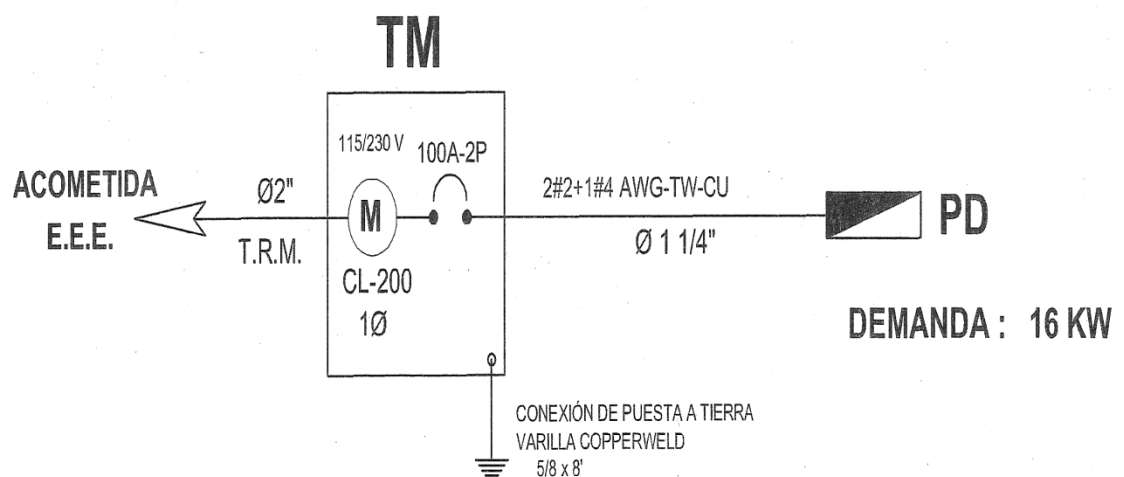 TM
115/230 V
100A-2P
ACOMETIDA
E.E.E.
Ø2"
T.R.M.
M
CL-200
1Ø
2#2+1#4 AWG-TW-CU
Ø 1 1/4"
PD
DEMANDA : 16 KW
CONEXIÓN DE PUESTA A TIERRA
VARILLA COPPERWELD
5/8 x 8'